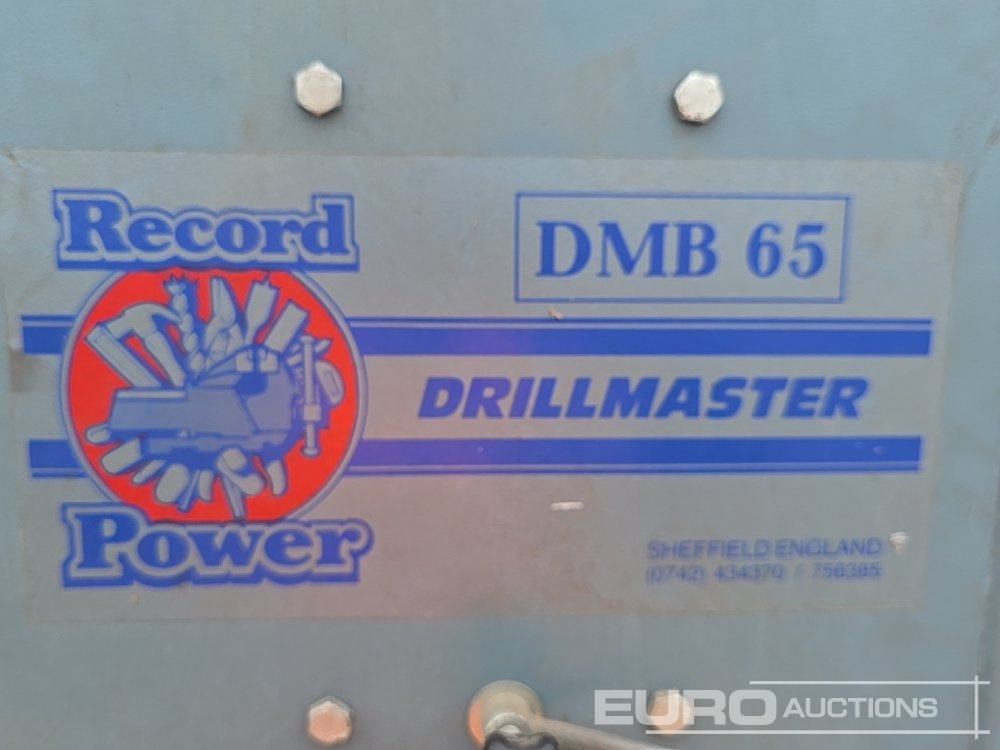 Record
Power
DMB 65
DRILLMASTER
SHEFFIELD ENGLAND
(0742) 434370 / 756385
EURO AUCTIONS